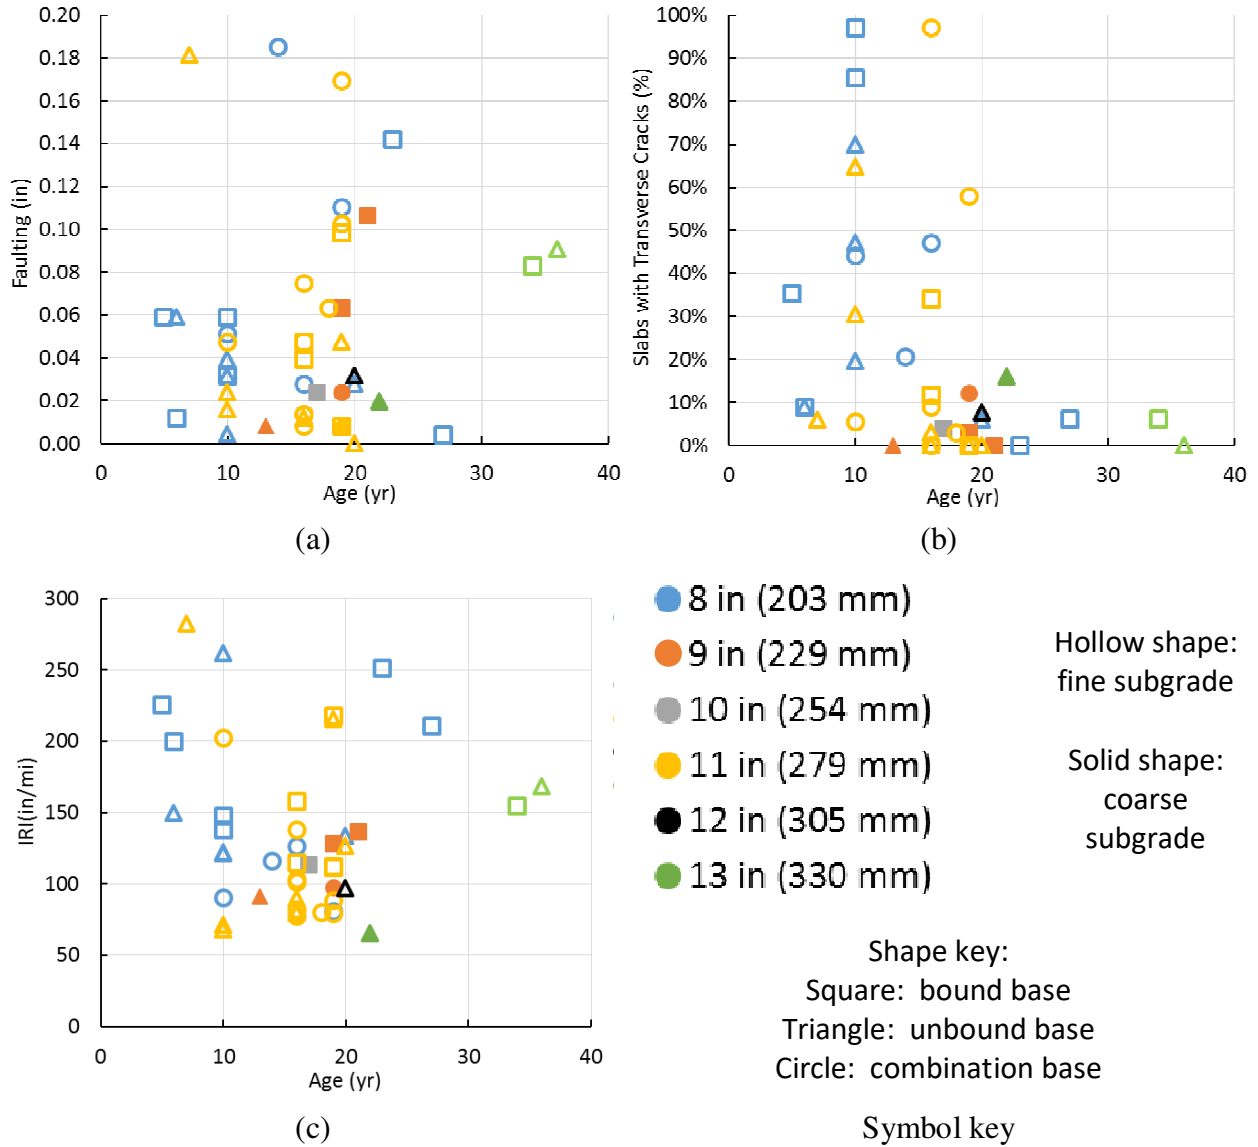 0.20
0.18
0.16
0.14
0.12
0.10
0.08
0.06
0.04
0.02
0.00
Faulting (in)
0 10 20 30 40
Age (yr)
(a)
100%
90%
80%
70%
60%
50%
40%
30%
20%
10%
0%
Slabs with Transverse Cracks (%)
0 10 20 30 40
Age (yr)
(b)
300
250
200
150
100
50
0
IRI(in/mi)
0 10 20 30 40
Age (yr)
(c)
8 in (203 mm)
9 in (229 mm)
10 in (254 mm)
11 in (279 mm)
12 in (305 mm)
13 in (330 mm)
Hollow shape:
fine subgrade
Solid shape:
coarse
subgrade
Shape key:
Square: bound base
Triangle: unbound base
Circle: combination base
Symbol key